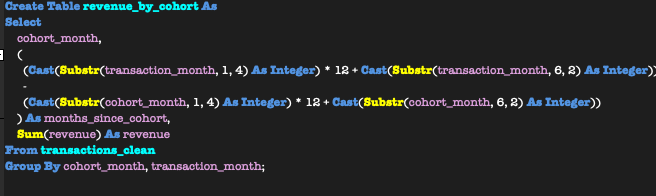 Create Table revenue_by_cohort As
Select
cohort_month,
(
(Cast(Substr(transaction_month, 1, 4) As Integer) * 12 + Cast(Substr(transaction_month, 6, 2) As Integer))
-
(Cast(Substr(cohort_month, 1, 4) As Integer) * 12 + Cast(Substr(cohort_month, 6, 2) As Integer))
) As months_since_cohort,
Sum(revenue) As revenue
From transactions_clean
Group By cohort_month, transaction_month;